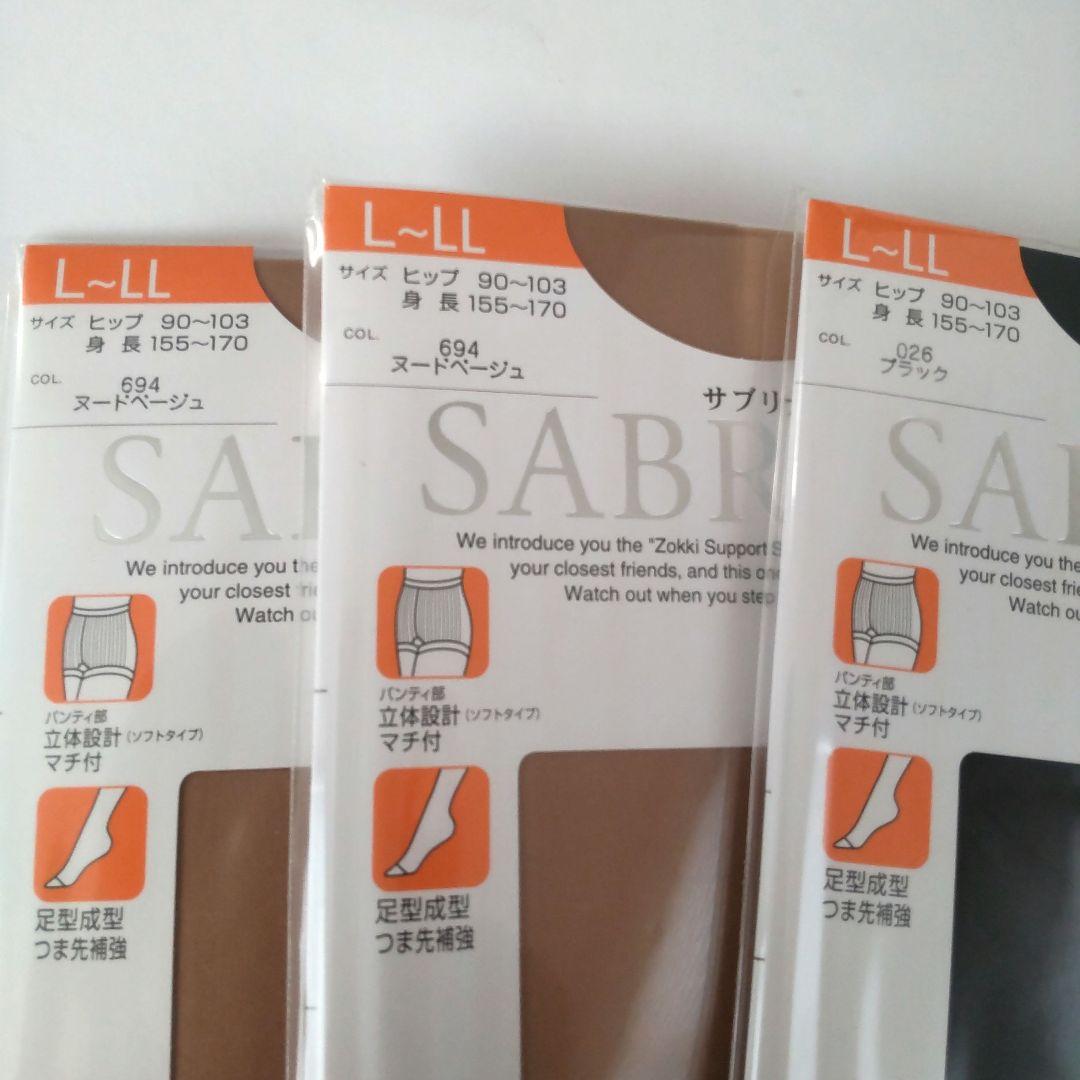 L~LL
サイズ ヒップ 90~103
身長 155~170
COL. 694
ヌードベージュ
We introduce you the
your closest
Watch
パンティ部
立体設計(ソフトタイプ)
マチ付
足型成型
つま先補強
L~LL
サイズ ヒップ 90~103
身長 155~170
COL. 694
ヌードベージュ
サブリ
SABR
We introduce you the "Zokki Support
your closest friends, and this
Watch out when you step
パンティ部
立体設計(ソフトタイプ)
マチ付
足型成型
つま先補強
L~LL
サイズ ヒップ 90~103
身長 155~170
COL. 026
ブラック
SA
We introduce you the
your closest
Watch
パンティ部
立体設計(ソフトタイプ)
マチ付
足型成型
つま先補強